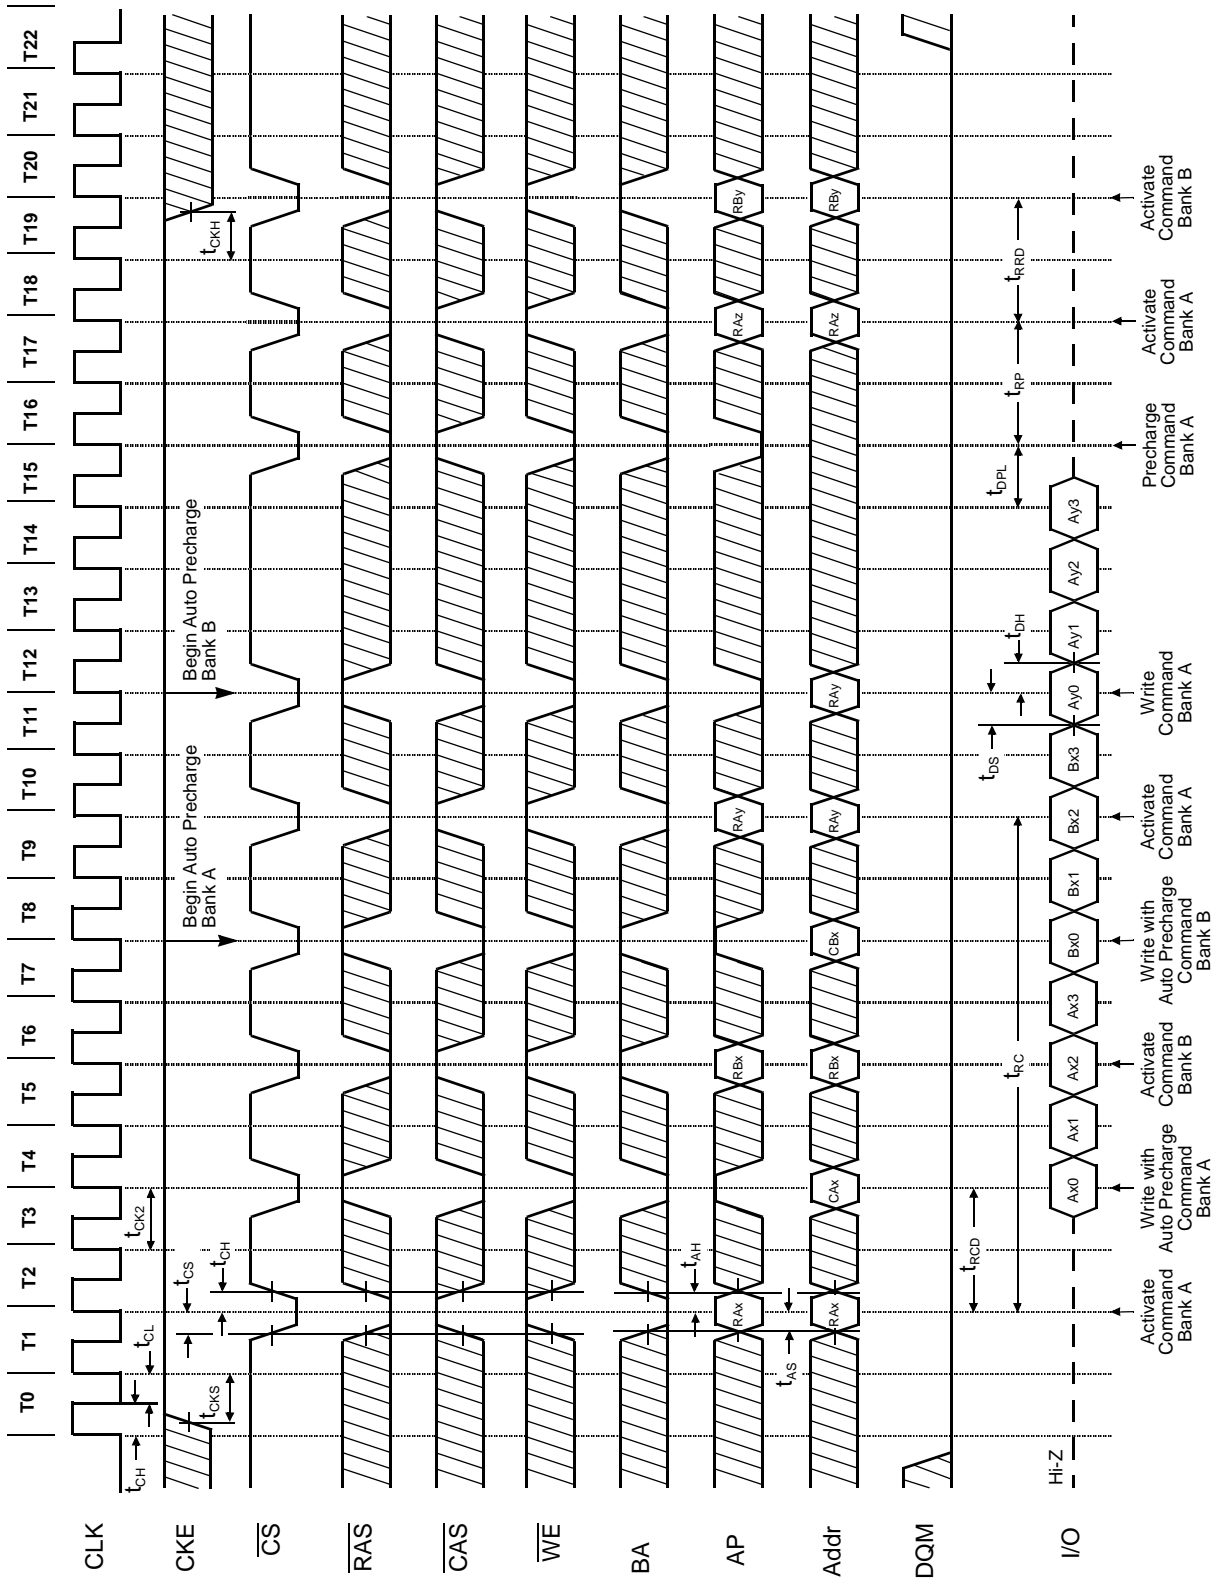 T0 T1 T2 T3 T4 T5 T6 T7 T8 T9 T10 T11 T12 T13 T14 T15 T16 T17 T18 T19 T20 T21 T22
CLK
tCH
tCL
tCK2
CKE
tCKS
tCS
tCH
Begin Auto Precharge
Bank A
Begin Auto Precharge
Bank B
tCKH
CS
RAS
CAS
WE
BA
tAH
AP
RAx RBx RAy RAz RBy
tAS
Addr
RAx CAx RBx CBx RAy RAy RAz RBy
DQM
tRCD
tDS
tDPL
tRC
tDH
tRP
tRRD
I/O
Hi-Z
Ax0 Ax1 Ax2 Ax3 Bx0 Bx1 Bx2 Bx3 Ay0 Ay1 Ay2 Ay3
Activate
Command
Bank A
Write with
Auto Precharge
Command
Bank A
Activate
Command
Bank B
Write with
Auto Precharge
Command
Bank B
Activate
Command
Bank A
Write
Command
Bank A
Precharge
Command
Bank A
Activate
Command
Bank A
Activate
Command
Bank B